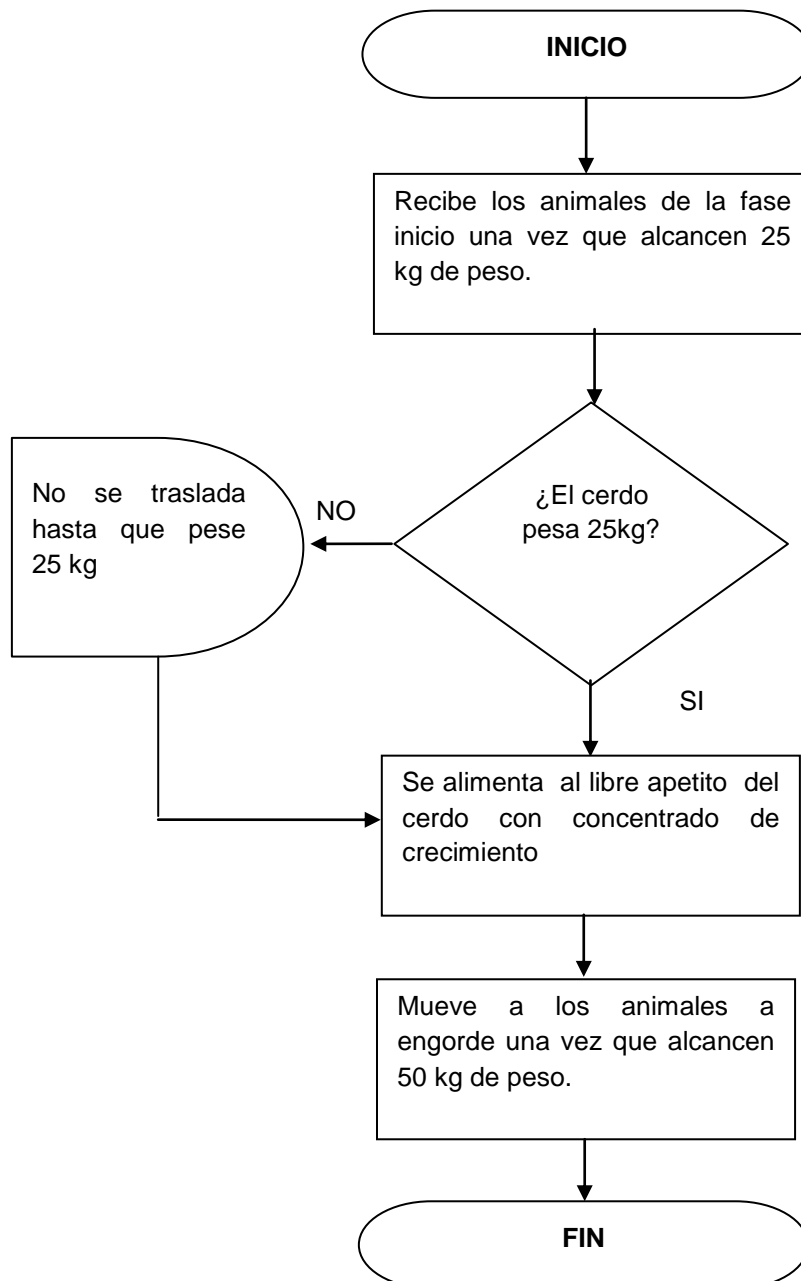 INICIO
Recibe los animales de la fase
inicio una vez que alcancen 25
kg de peso.
¿El cerdo
pesa 25kg?
NO
No se traslada
hasta que pese
25 kg
SI
Se alimenta al libre apetito del
cerdo con concentrado de
crecimiento
Mueve a los animales a
engorde una vez que alcancen
50 kg de peso.
FIN